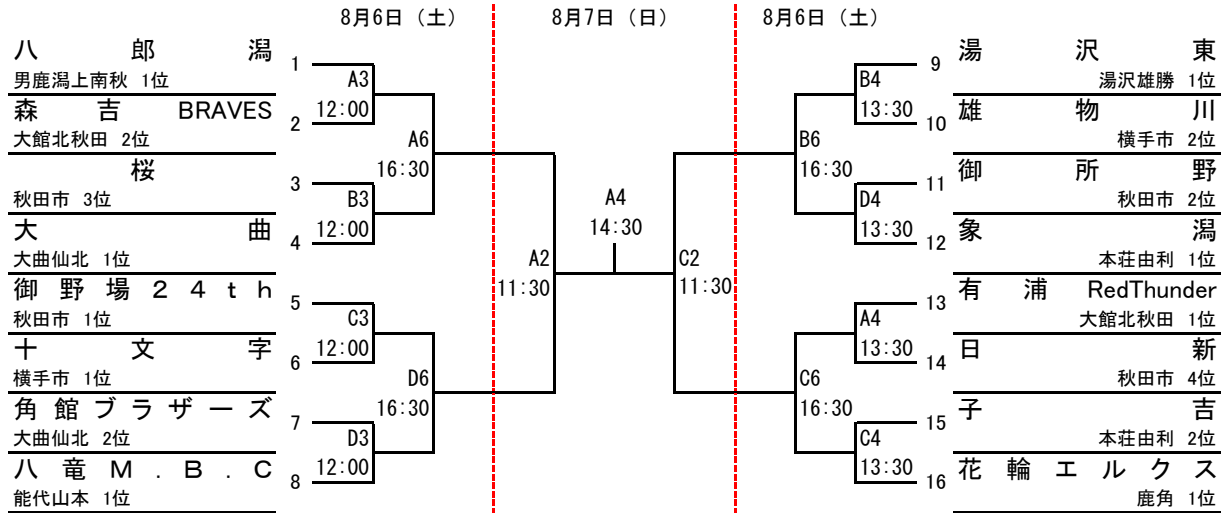 8月6日（土） 8月7日（日） 8月6日（土）
八郎潟
男鹿潟上南秋 1位
1
森吉BRAVES
大館北秋田 2位
2
A3
12:00
桜
秋田市 3位
3
大曲
大曲仙北 1位
4
B3
12:00
A6
16:30
御野場24th
秋田市 1位
5
十文字
横手市 1位
6
C3
12:00
角館ブラザーズ
大曲仙北 2位
7
八竜M.B.C
能代山本 1位
8
D3
12:00
D6
16:30
A2
11:30
A4
14:30
C2
11:30
9
湯沢東
湯沢雄勝 1位
10
雄物川
横手市 2位
B4
13:30
11
御所野
秋田市 2位
12
象潟
本荘由利 1位
D4
13:30
B6
16:30
13
有浦RedThunder
大館北秋田 1位
14
日新
秋田市 4位
A4
13:30
15
子吉
本荘由利 2位
16
花輪エルクス
鹿角 1位
C4
13:30
C6
16:30